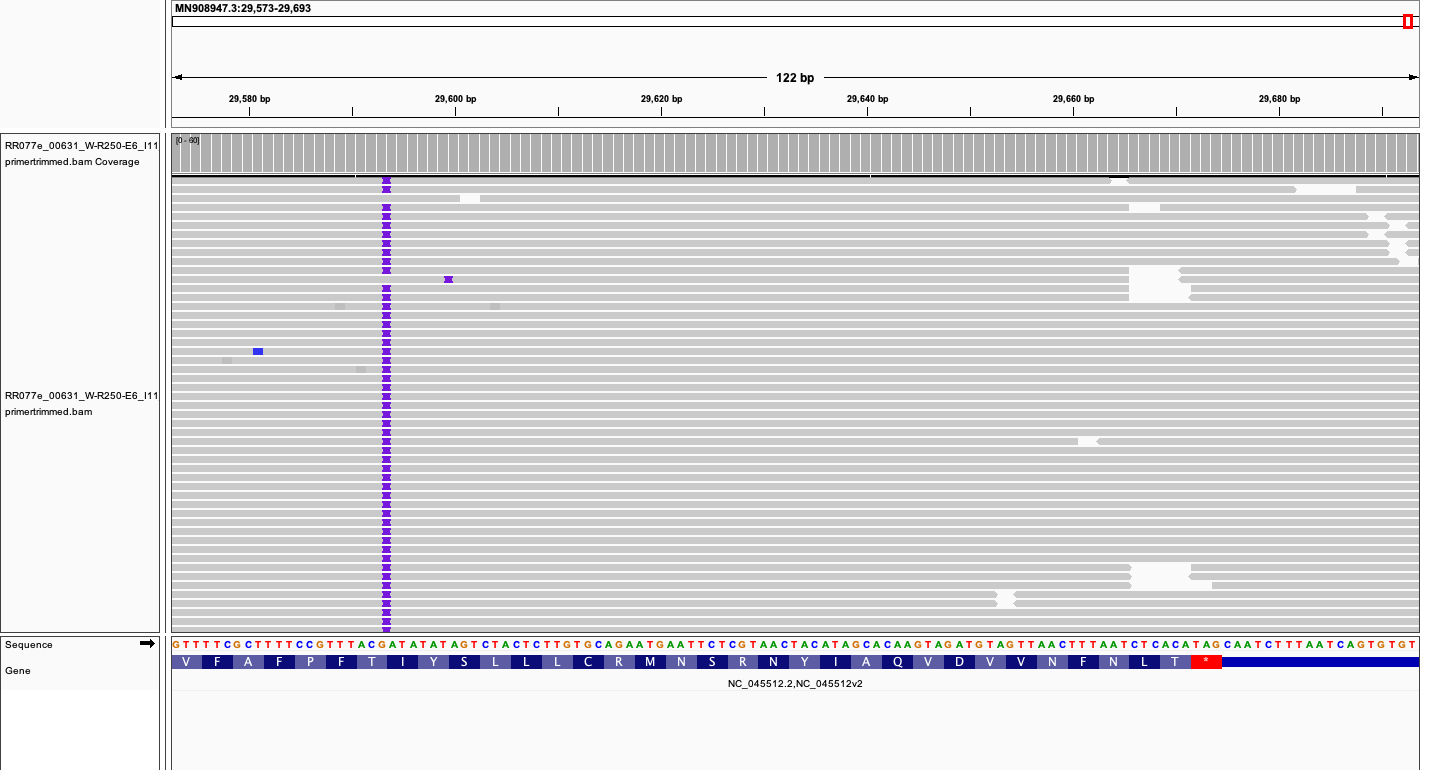 MN908947.3:29,573-29,693
122 bp
29,580 bp 29,600 bp 29,620 bp 29,640 bp 29,660 bp 29,680 bp
RR077e_00631_W-R250-E6_I11
primertrimmed.bam Coverage
[0 - 60]
RR077e_00631_W-R250-E6_I11
primertrimmed.bam
Sequence
GTTTTCGCTTTTCCGTTTACGATATATAGTCTACTCTTGTGCAGAATGAATTCTCGTAACTACATAGCACAAGTAGATGTAGTTAACTTTAATCTCACATAGCAATCTTTAATCAGTGTGT
Gene
V F A F P F T I Y S L L L C R M N S R N Y I A Q V D V V N F N L T *
NC_045512.2,NC_045512v2